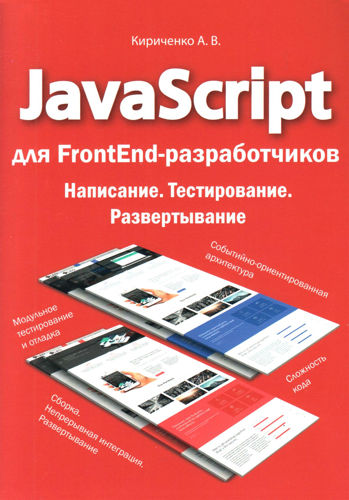 Кириченко А. В.
JavaScript
для FrontEnd-разработчиков
Написание. Тестирование.
Развертывание
Событийно-ориентированная
архитектура
Модульное
тестирование
и отладка
Сложность
кода
Сборка.
Непрерывная интеграция.
Развертывание